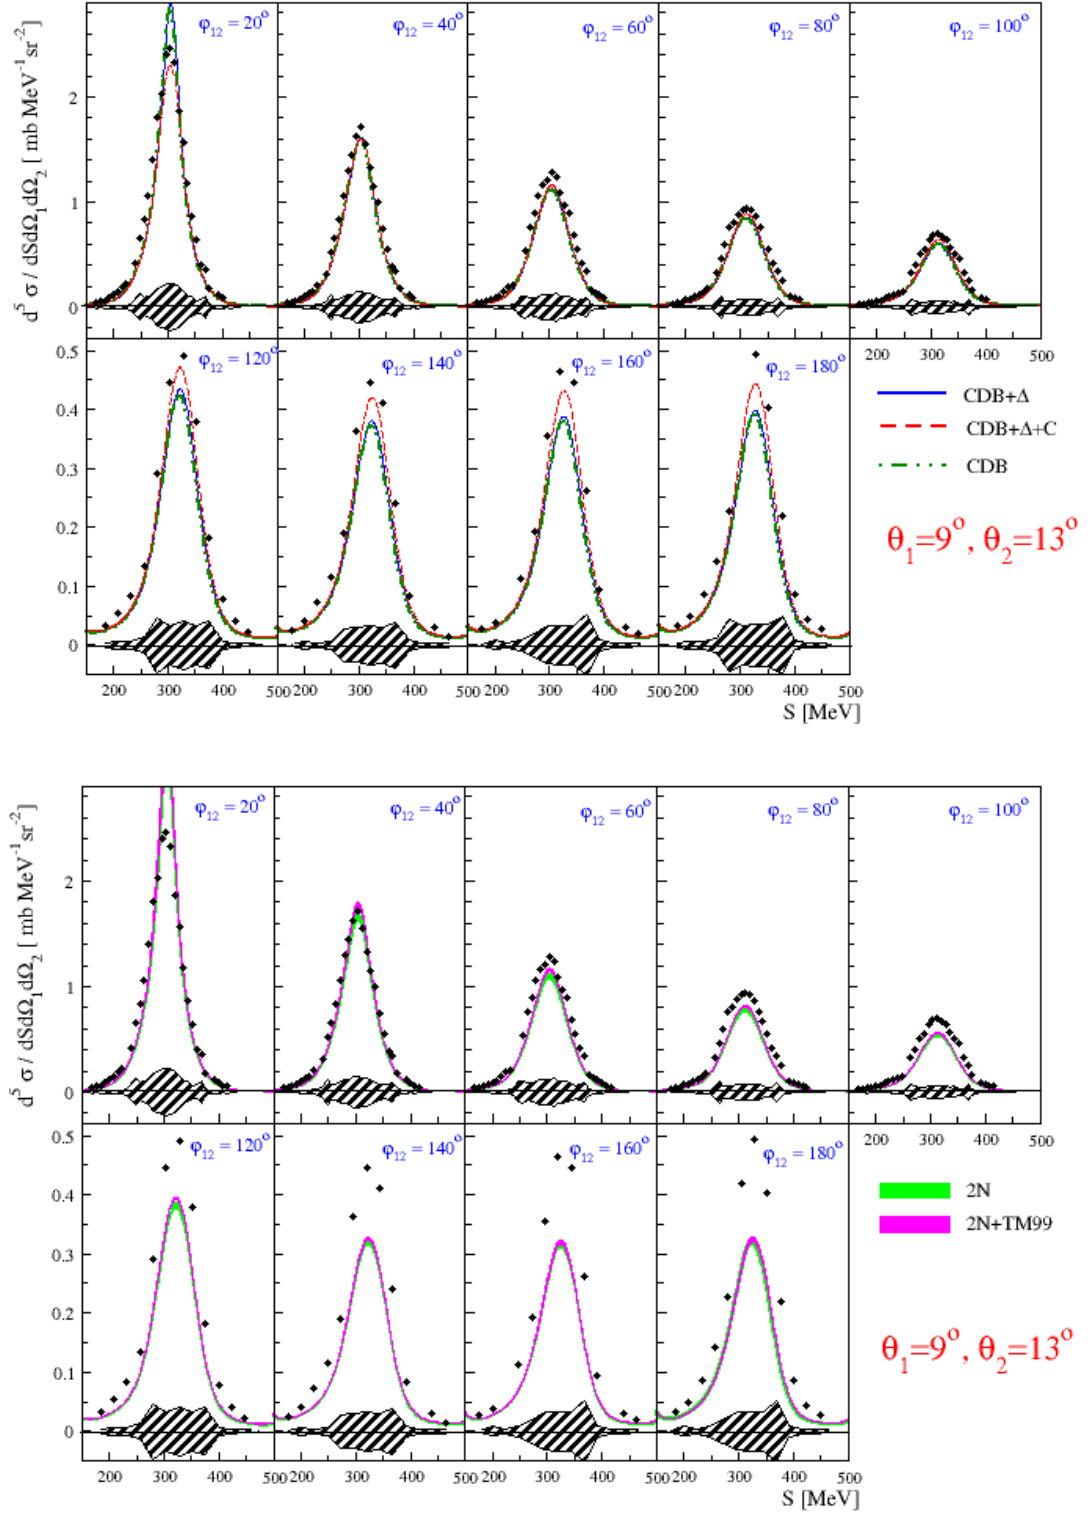 d⁵ σ / dSdΩ₁dΩ₂ [ mb MeV⁻¹sr⁻²]
φ₁₂ = 20° φ₁₂ = 40° φ₁₂ = 60° φ₁₂ = 80° φ₁₂ = 100°
2
1
0
200 300 400 500
φ₁₂ = 120° φ₁₂ = 140° φ₁₂ = 160° φ₁₂ = 180°
0.5
0.4
0.3
0.2
0.1
0
CDB+Δ
CDB+Δ+C
CDB
θ₁=9°, θ₂=13°
200 300 400 500 200 300 400 500 200 300 400 500 200 300 400 500
S [MeV]
d⁵ σ / dSdΩ₁dΩ₂ [ mb MeV⁻¹sr⁻²]
φ₁₂ = 20° φ₁₂ = 40° φ₁₂ = 60° φ₁₂ = 80° φ₁₂ = 100°
2
1
0
200 300 400 500
φ₁₂ = 120° φ₁₂ = 140° φ₁₂ = 160° φ₁₂ = 180°
0.5
0.4
0.3
0.2
0.1
0
2N
2N+TM99
θ₁=9°, θ₂=13°
200 300 400 500 200 300 400 500 200 300 400 500 200 300 400 500
S [MeV]